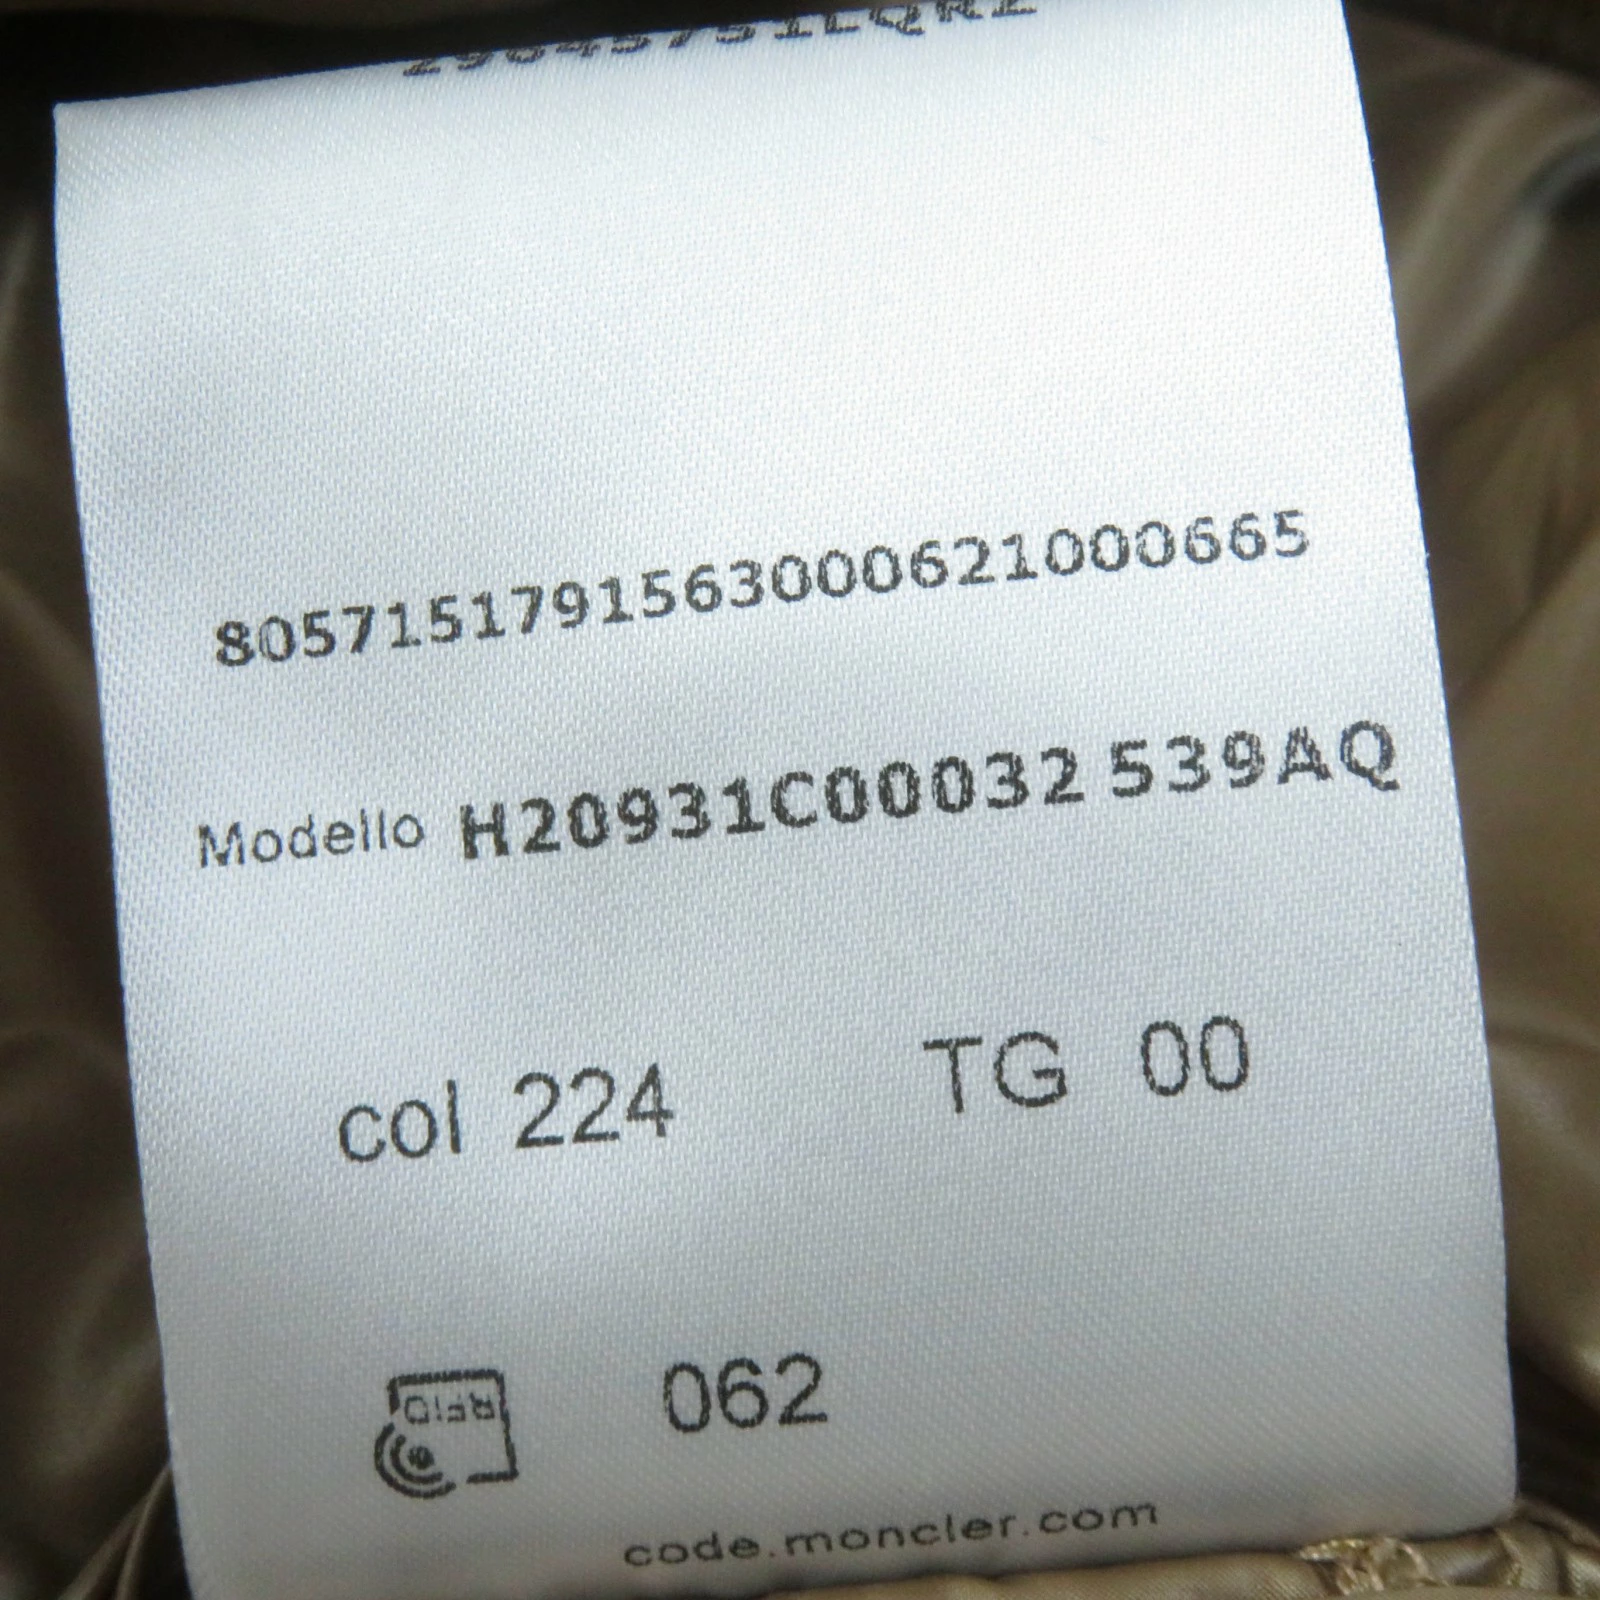 8057151791563000621000665
Modello H20931C00032 539AQ
col 224 TG 00
RFID 062
code.moncler.com